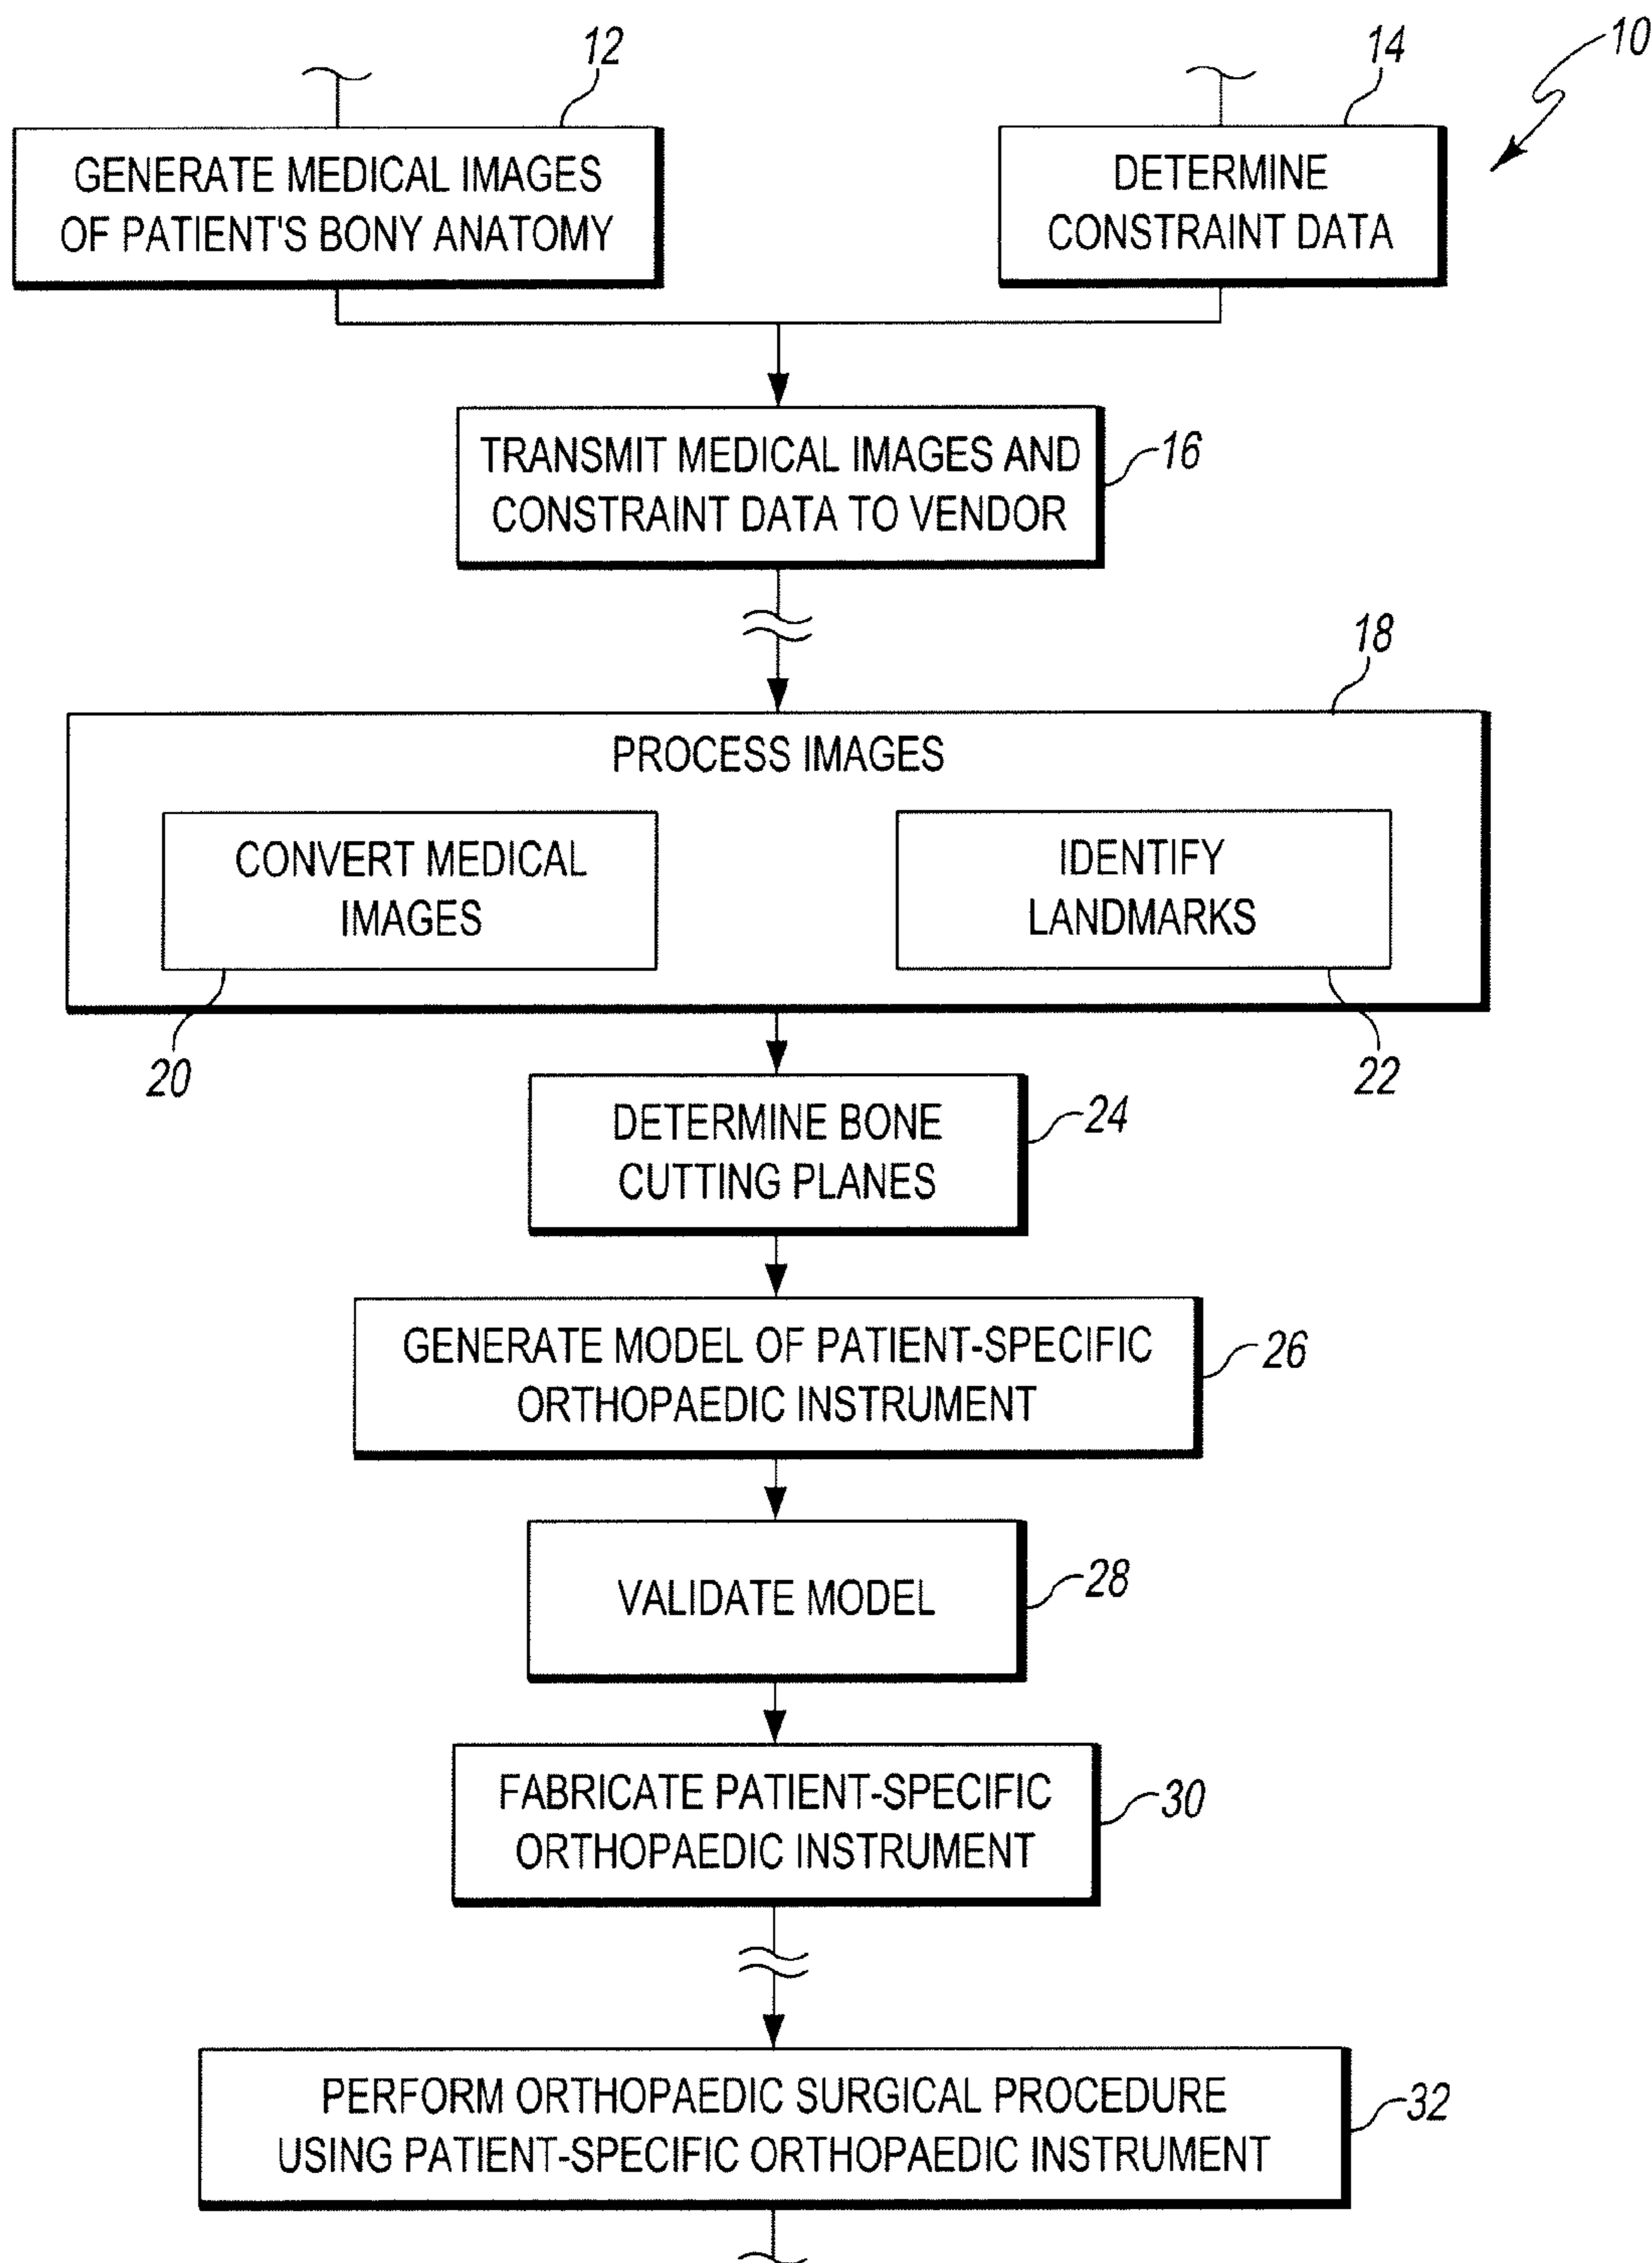 10
12
14
GENERATE MEDICAL IMAGES
OF PATIENT'S BONY ANATOMY
DETERMINE
CONSTRAINT DATA
TRANSMIT MEDICAL IMAGES AND
CONSTRAINT DATA TO VENDOR
16
18
PROCESS IMAGES
CONVERT MEDICAL
IMAGES
IDENTIFY
LANDMARKS
20
22
DETERMINE BONE
CUTTING PLANES
24
GENERATE MODEL OF PATIENT-SPECIFIC
ORTHOPAEDIC INSTRUMENT
26
VALIDATE MODEL
28
FABRICATE PATIENT-SPECIFIC
ORTHOPAEDIC INSTRUMENT
30
PERFORM ORTHOPAEDIC SURGICAL PROCEDURE
USING PATIENT-SPECIFIC ORTHOPAEDIC INSTRUMENT
32